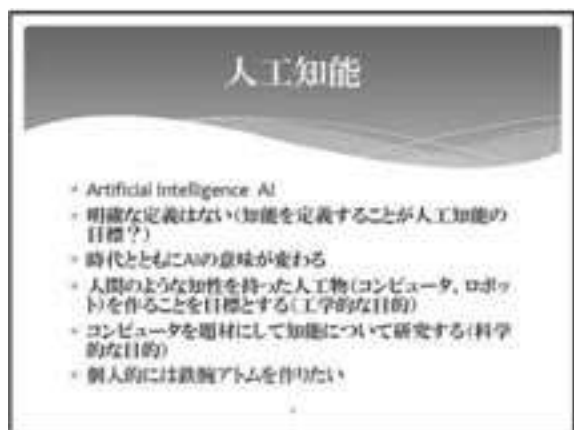 人工知能
* Artificial Intelligence AI
* 明確な定義はない(知能を定義することが人工知能の
目標?)
* 時代とともにAIの意味が変わる
* 人間のような知性を持った人工物(コンピュータ、ロボッ
ト)を作ることを目標とする(工学的な目的)
* コンピュータを題材にして知能について研究する(科学
的な目的)
* 個人的には鉄腕アトムを作りたい